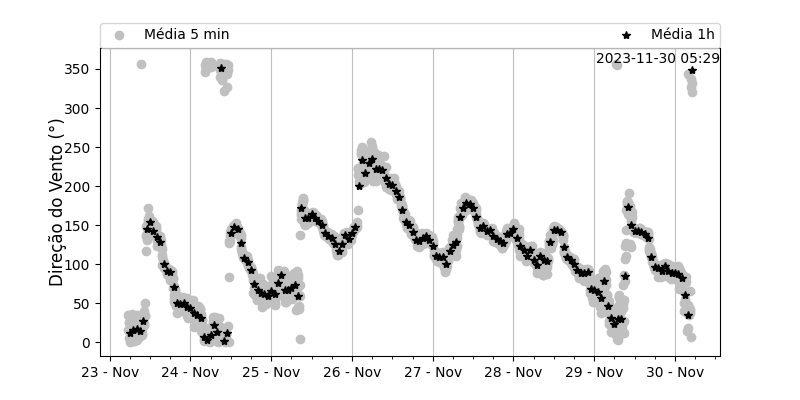 Média 5 min
Média 1h
2023-11-30 05:29
Direção do Vento (°)
350
300
250
200
150
100
50
0
23 - Nov
24 - Nov
25 - Nov
26 - Nov
27 - Nov
28 - Nov
29 - Nov
30 - Nov